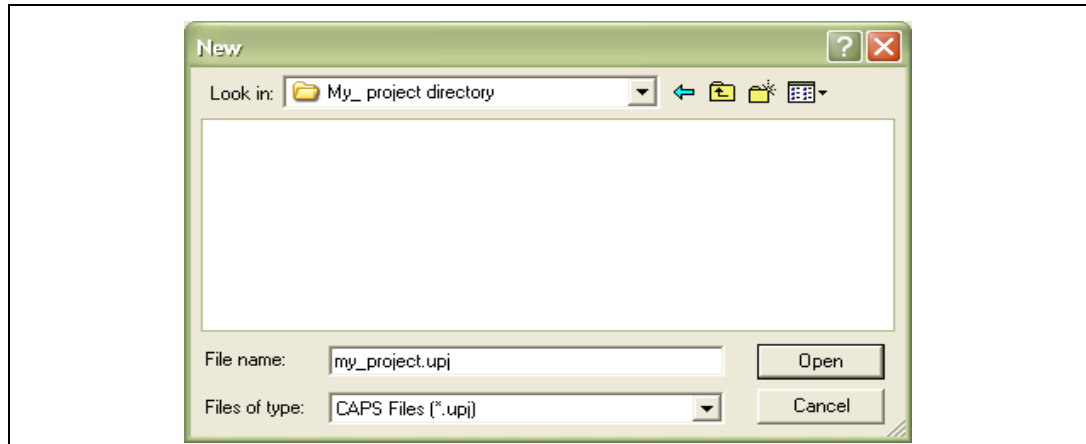 New
Look in: My_ project directory
File name: my_project.upj Open
Files of type: CAPS Files (*.upj) Cancel